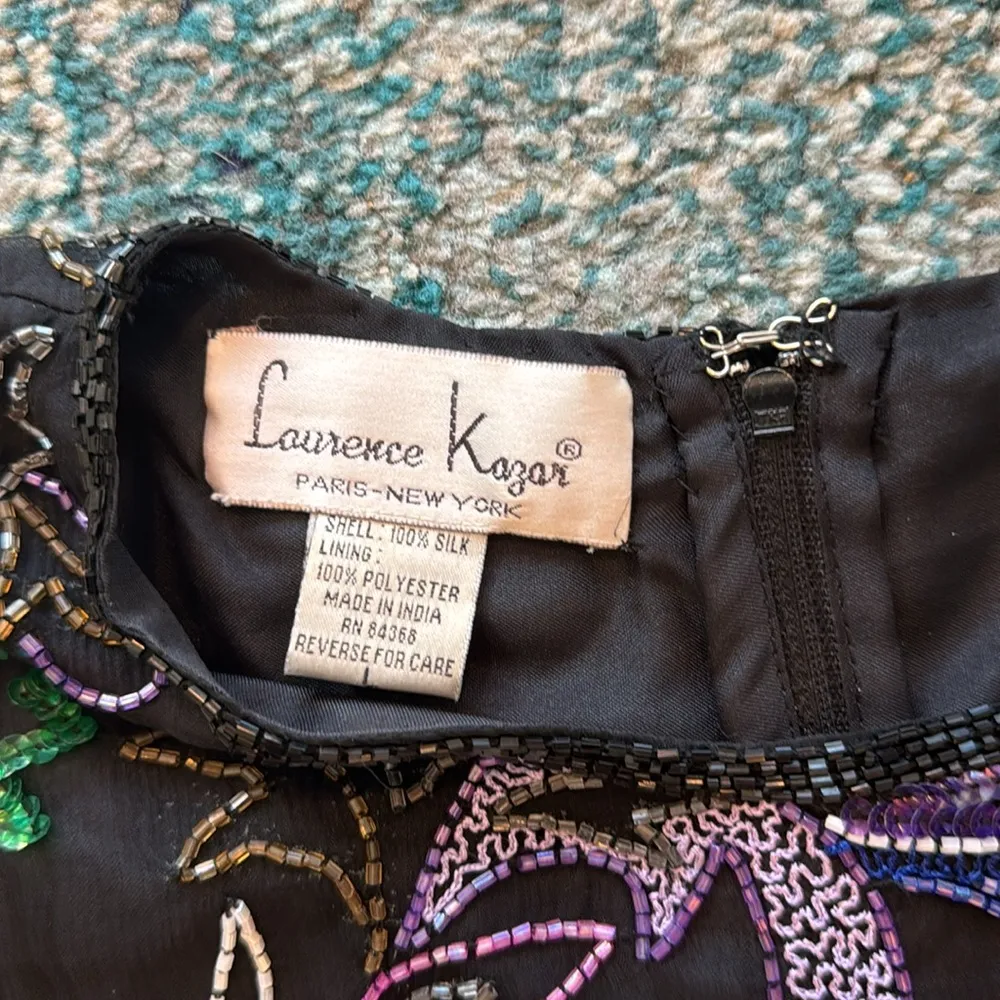 Laurence Kazar®
PARIS-NEW YORK
SHELL: 100% SILK
LINING:
100% POLYESTER
MADE IN INDIA
RN 84368
REVERSE FOR CARE
L